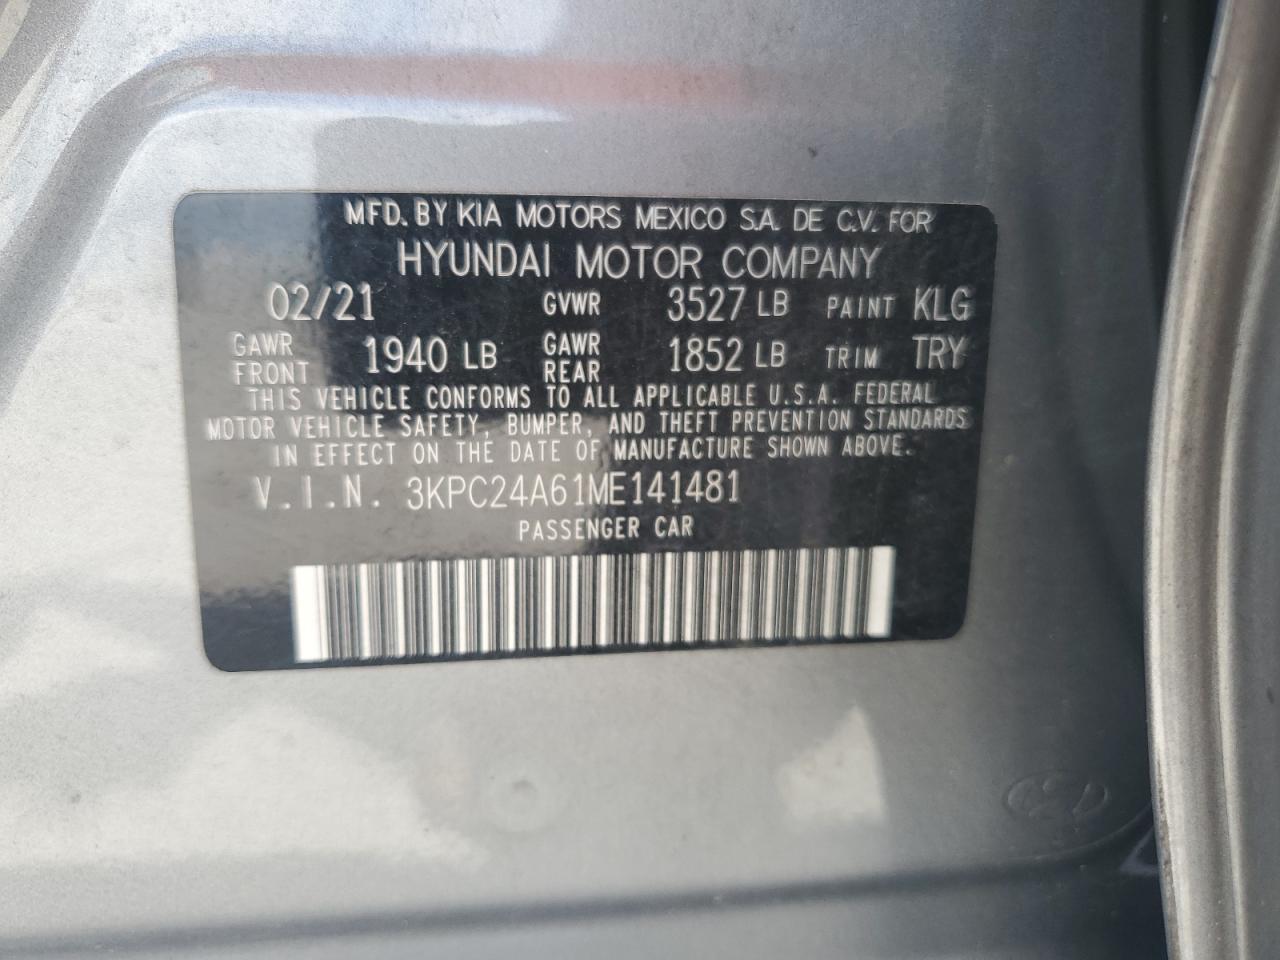 MFD. BY KIA MOTORS MEXICO S.A. DE C.V. FOR
HYUNDAI MOTOR COMPANY
02/21 GVWR 3527 LB PAINT KLG
GAWR FRONT 1940 LB GAWR REAR 1852 LB TRIM TRY
THIS VEHICLE CONFORMS TO ALL APPLICABLE U.S.A. FEDERAL
MOTOR VEHICLE SAFETY, BUMPER, AND THEFT PREVENTION STANDARDS
IN EFFECT ON THE DATE OF MANUFACTURE SHOWN ABOVE.
V.I.N. 3KPC24A61ME141481
PASSENGER CAR